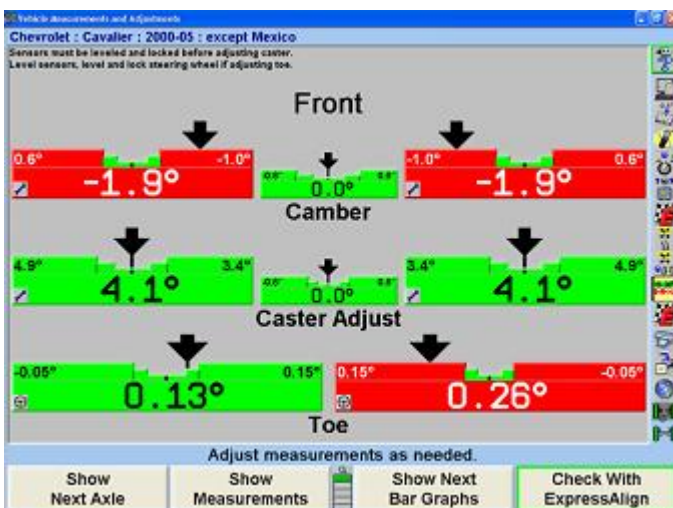 Vehicle Measurements and Adjustments
Chevrolet : Cavalier : 2000-05 : except Mexico
Sensors must be leveled and locked before adjusting caster.
Level sensors, level and lock steering wheel if adjusting toe.
Front
0.6° -1.0° -1.0° 0.6°
-1.9° 0.0° -1.9°
Camber
4.9° 3.4° 3.4° 4.9°
4.1° 0.0° 4.1°
Caster Adjust
-0.05° 0.15° 0.15° -0.05°
0.13° 0.26°
Toe
Adjust measurements as needed.
Show Show Show Next Check With
Next Axle Measurements Bar Graphs ExpressAlign